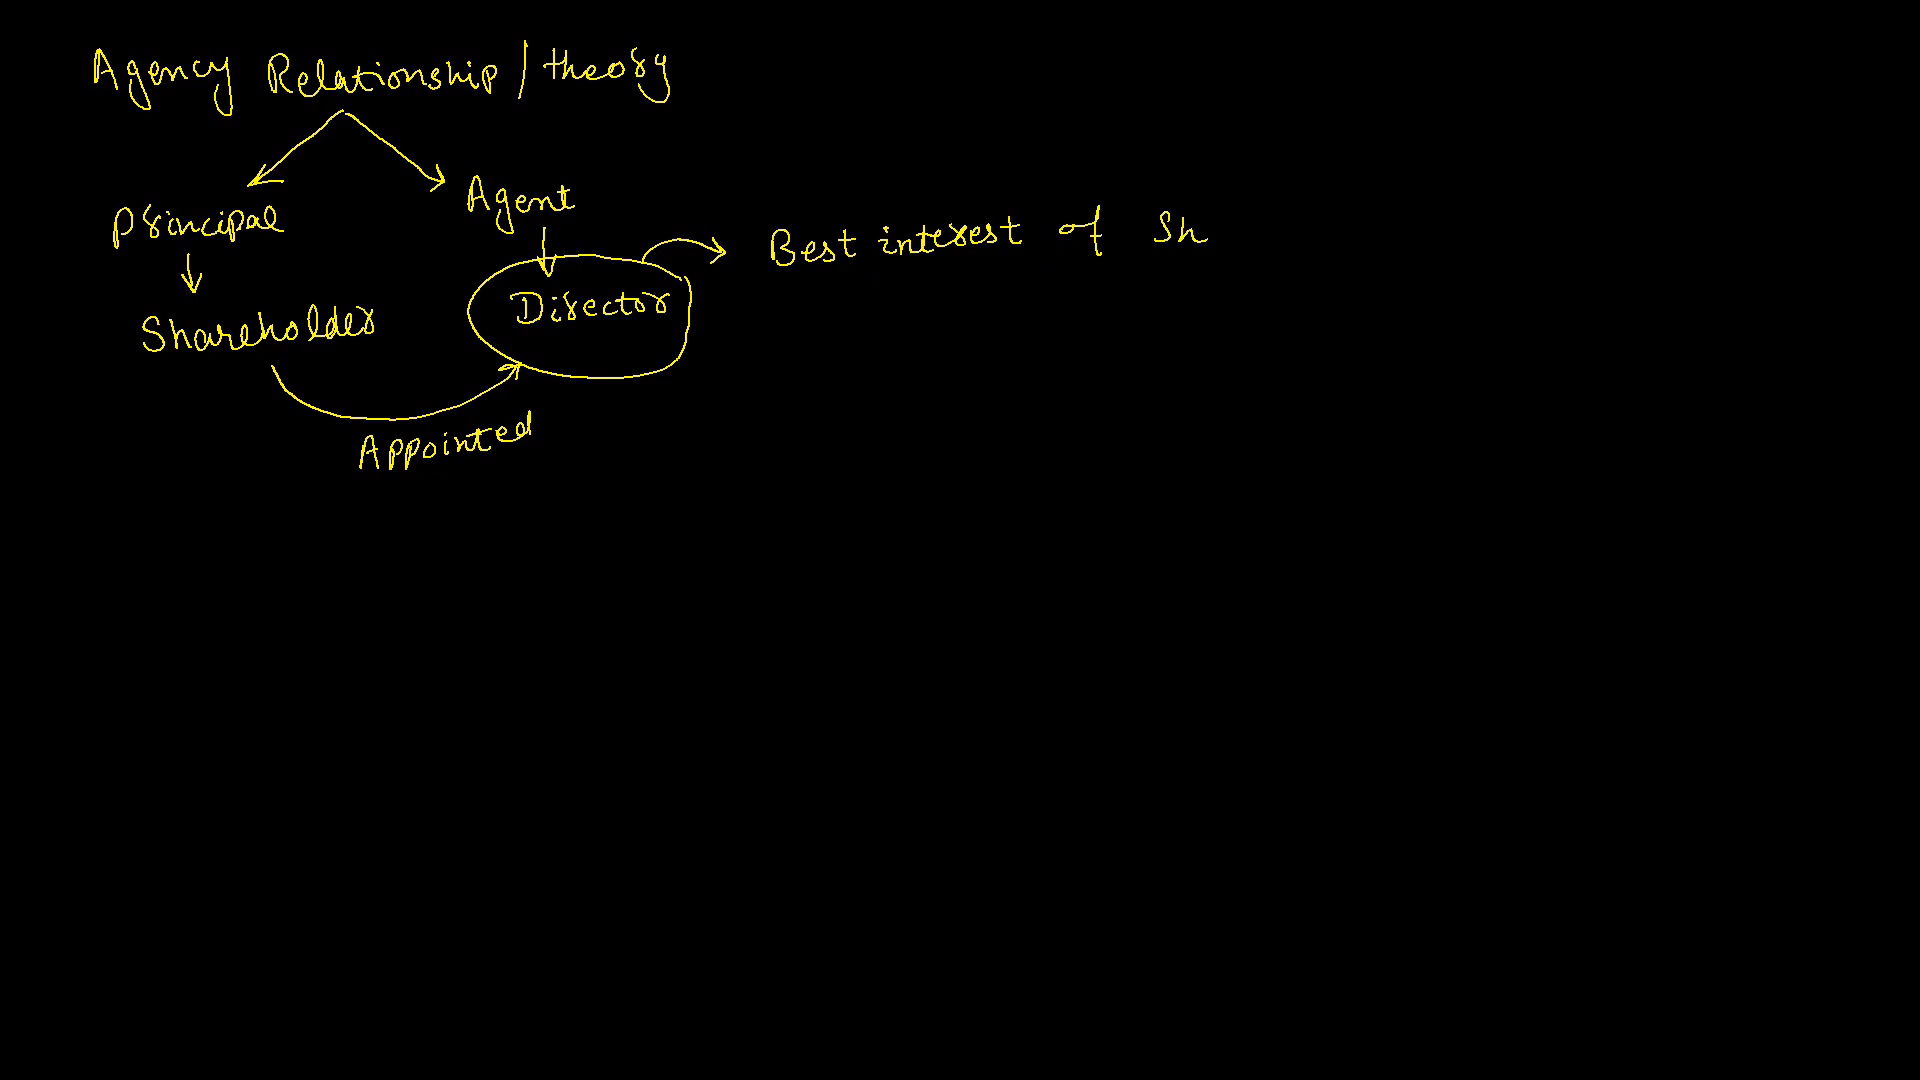 Agency Relationship / theory
Principal
Agent
Shareholder
Director
Best interest of Sh
Appointed